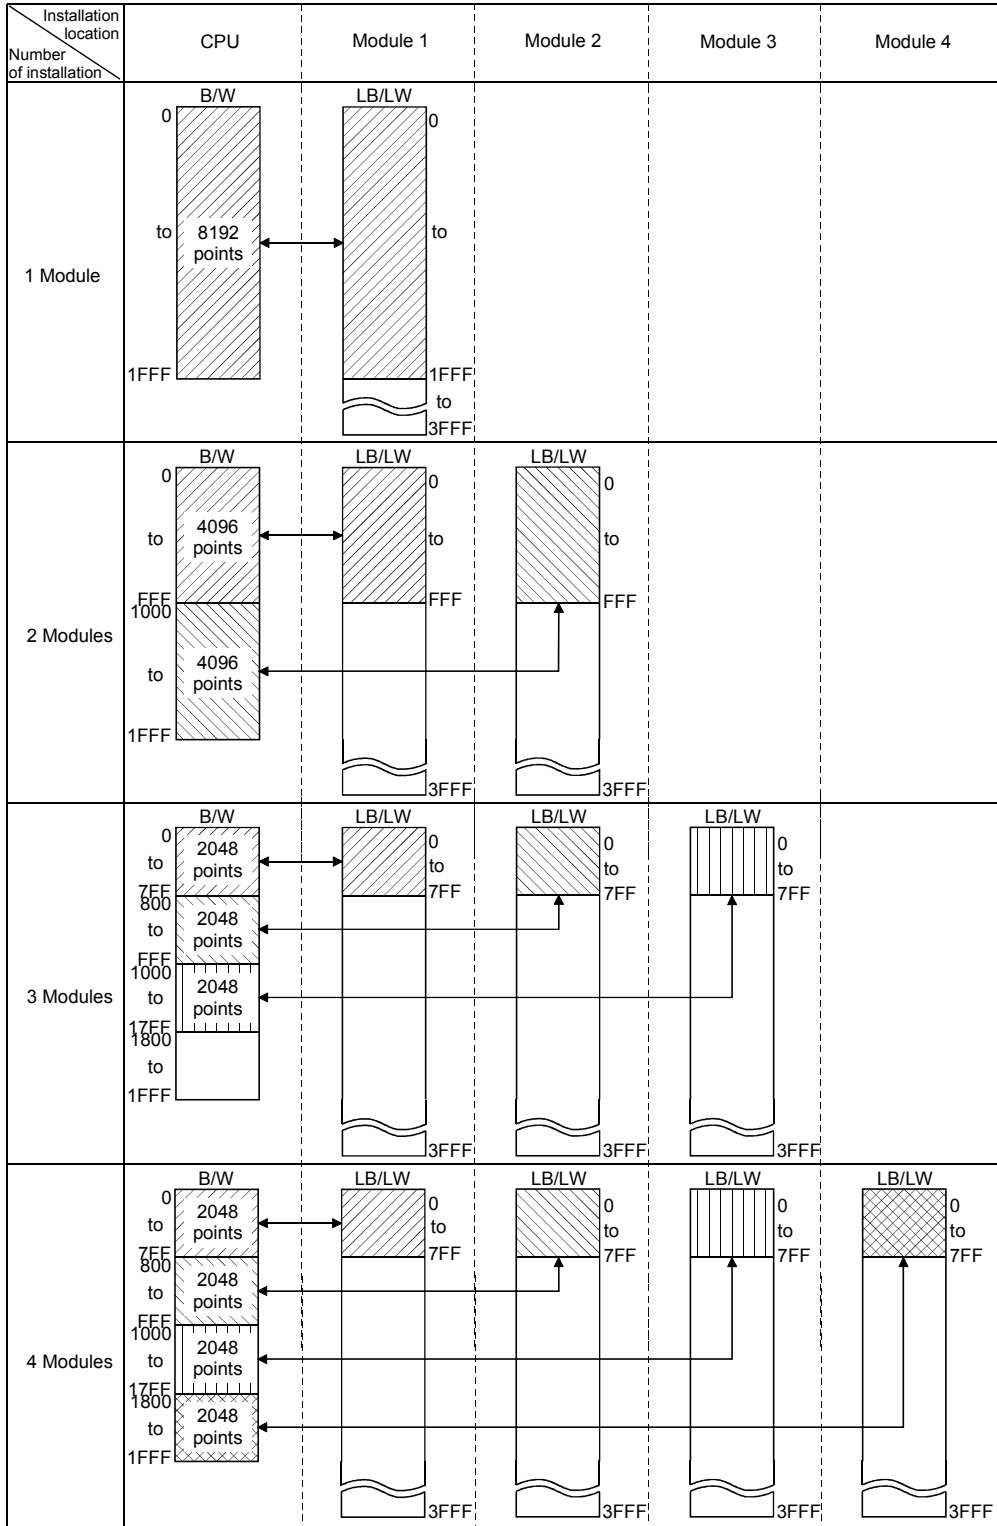 Installation
location
Number
of installation
CPU
Module 1
Module 2
Module 3
Module 4
1 Module
B/W
LB/LW
0
0
to
8192
points
to
1FFF
1FFF
to
3FFF
2 Modules
B/W
LB/LW
LB/LW
0
0
0
to
4096
points
to
to
FFF
FFF
FFF
1000
to
4096
points
1FFF
3FFF
3FFF
3 Modules
B/W
LB/LW
LB/LW
LB/LW
0
0
0
0
to
2048
points
to
to
to
7FF
7FF
7FF
7FF
800
to
2048
points
FFF
1000
to
2048
points
17FF
1800
to
1FFF
3FFF
3FFF
3FFF
4 Modules
B/W
LB/LW
LB/LW
LB/LW
LB/LW
0
0
0
0
0
to
2048
points
to
to
to
to
7FF
7FF
7FF
7FF
7FF
800
to
2048
points
FFF
1000
to
2048
points
17FF
1800
to
2048
points
1FFF
3FFF
3FFF
3FFF
3FFF